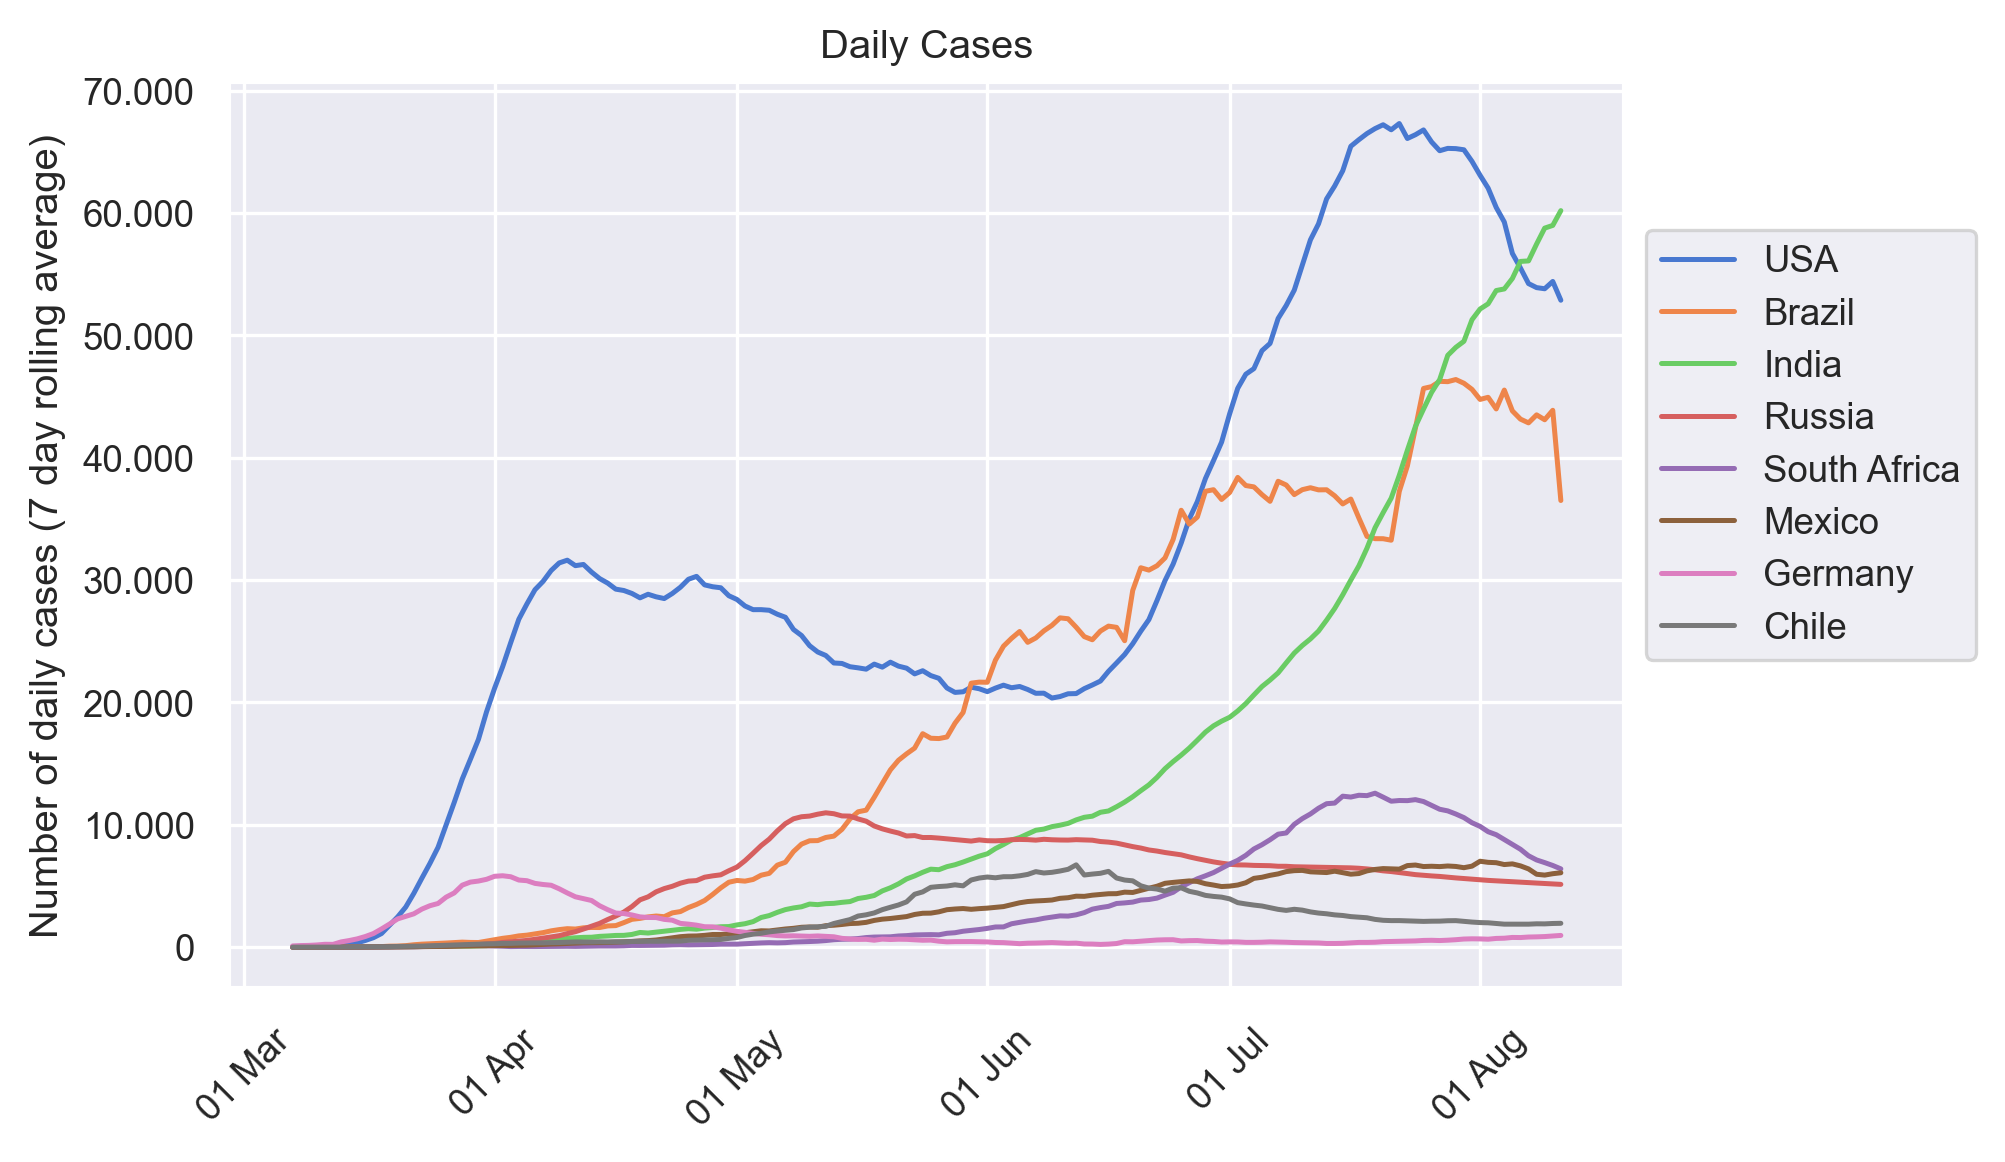 Daily Cases
Number of daily cases (7 day rolling average)
70.000
60.000
50.000
40.000
30.000
20.000
10.000
0
01 Mar
01 Apr
01 May
01 Jun
01 Jul
01 Aug
USA
Brazil
India
Russia
South Africa
Mexico
Germany
Chile